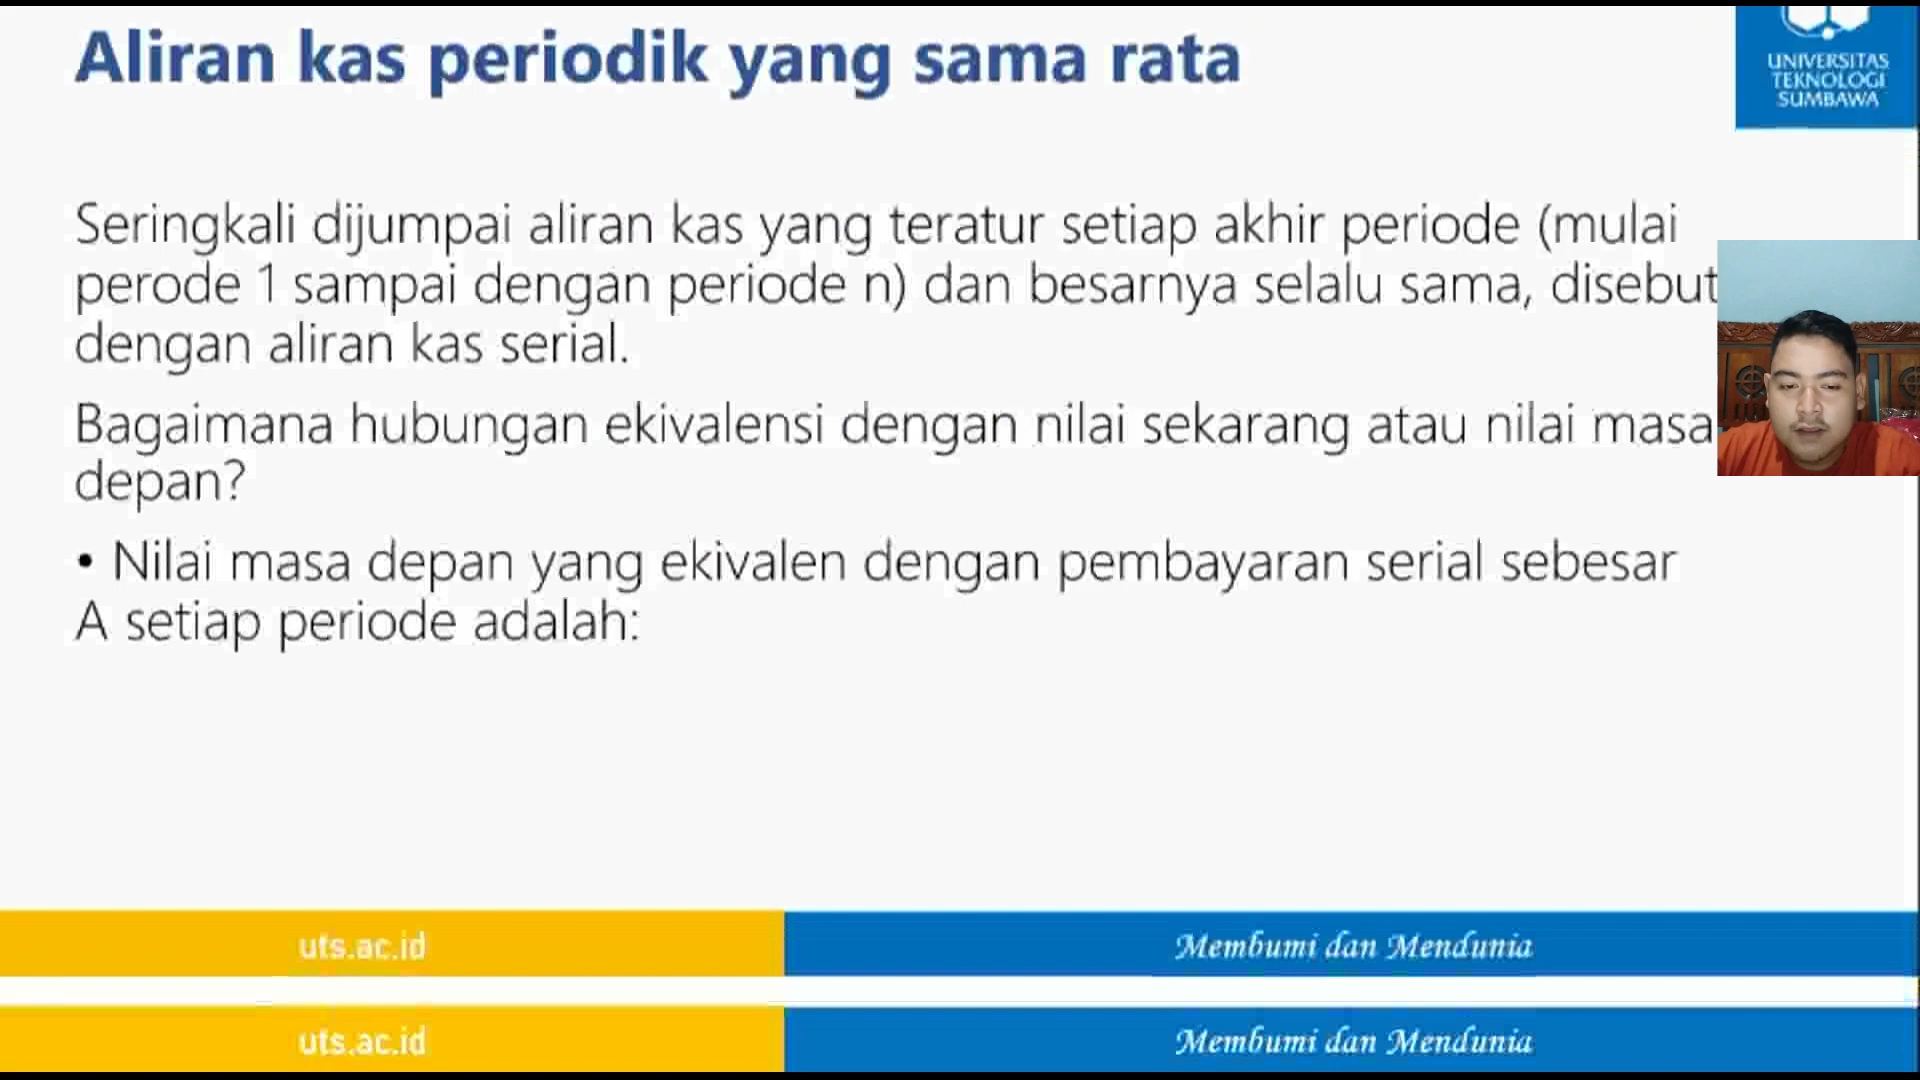 Aliran kas periodik yang sama rata
UNIVERSITAS
TEKNOLOGI
SUMBAWA
Seringkali dijumpai aliran kas yang teratur setiap akhir periode (mulai
perode 1 sampai dengan periode n) dan besarnya selalu sama, disebut
dengan aliran kas serial.
Bagaimana hubungan ekivalensi dengan nilai sekarang atau nilai masa
depan?
• Nilai masa depan yang ekivalen dengan pembayaran serial sebesar
A setiap periode adalah:
uts.ac.id
Membumi dan Mendunia
uts.ac.id
Membumi dan Mendunia